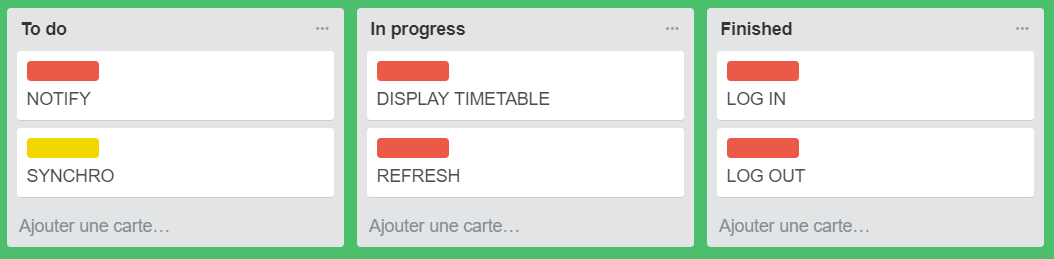 To do
NOTIFY
SYNCHRO
Ajouter une carte…
In progress
DISPLAY TIMETABLE
REFRESH
Ajouter une carte…
Finished
LOG IN
LOG OUT
Ajouter une carte…